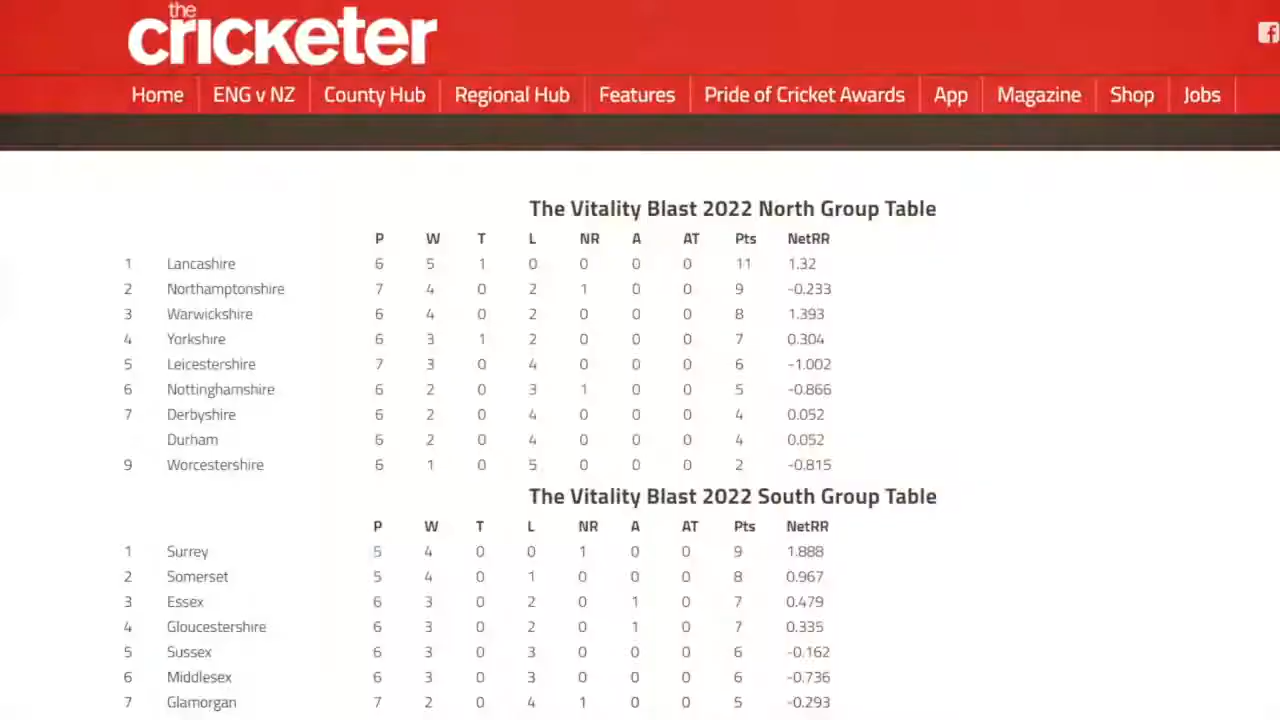 the
cricketer
Home ENG v NZ County Hub Regional Hub Features Pride of Cricket Awards App Magazine Shop Jobs
The Vitality Blast 2022 North Group Table
P W T L NR A AT Pts NetRR
1 Lancashire 6 5 1 0 0 0 0 11 1.32
2 Northamptonshire 7 4 0 2 1 0 0 9 -0.233
3 Warwickshire 6 4 0 2 0 0 0 8 1.393
4 Yorkshire 6 3 1 2 0 0 0 7 0.304
5 Leicestershire 7 3 0 4 0 0 0 6 -1.002
6 Nottinghamshire 6 2 0 3 1 0 0 5 -0.866
7 Derbyshire 6 2 0 4 0 0 0 4 0.052
Durham 6 2 0 4 0 0 0 4 0.052
9 Worcestershire 6 1 0 5 0 0 0 2 -0.815
The Vitality Blast 2022 South Group Table
P W T L NR A AT Pts NetRR
1 Surrey 5 4 0 0 1 0 0 9 1.888
2 Somerset 5 4 0 1 0 0 0 8 0.967
3 Essex 6 3 0 2 0 1 0 7 0.479
4 Gloucestershire 6 3 0 2 0 1 0 7 0.335
5 Sussex 6 3 0 3 0 0 0 6 -0.162
6 Middlesex 6 3 0 3 0 0 0 6 -0.736
7 Glamorgan 7 2 0 4 1 0 0 5 -0.293